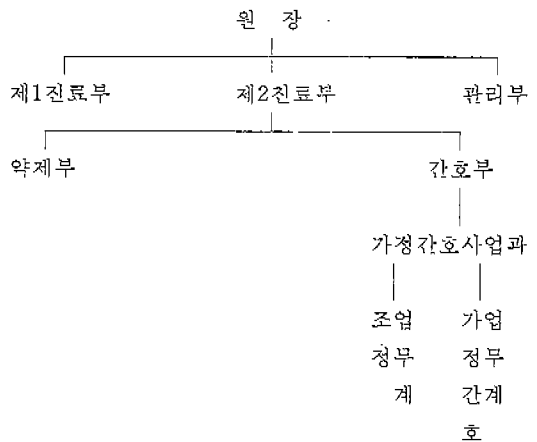 원 장
제1진료부 제2진료부 관리부
약제부 간호부
가정간호사업과
조업 가업
정무 정무
계 간계
호